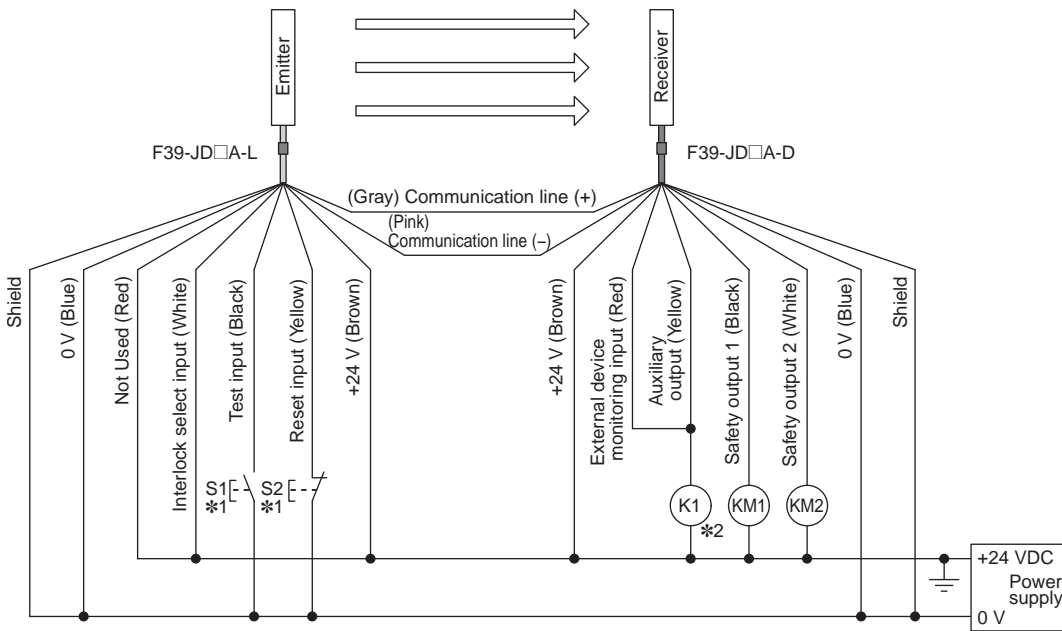 Emitter
Receiver
F39-JD□A-L
F39-JD□A-D
(Gray) Communication line (+)
(Pink)
Communication line (−)
Shield
0 V (Blue)
Not Used (Red)
Interlock select input (White)
Test input (Black)
Reset input (Yellow)
+24 V (Brown)
+24 V (Brown)
External device
monitoring input (Red)
Auxiliary
output (Yellow)
Safety output 1 (Black)
Safety output 2 (White)
0 V (Blue)
Shield
S1
✻1
S2
✻1
K1
✻2
KM1
KM2
+24 VDC
Power
supply
0 V